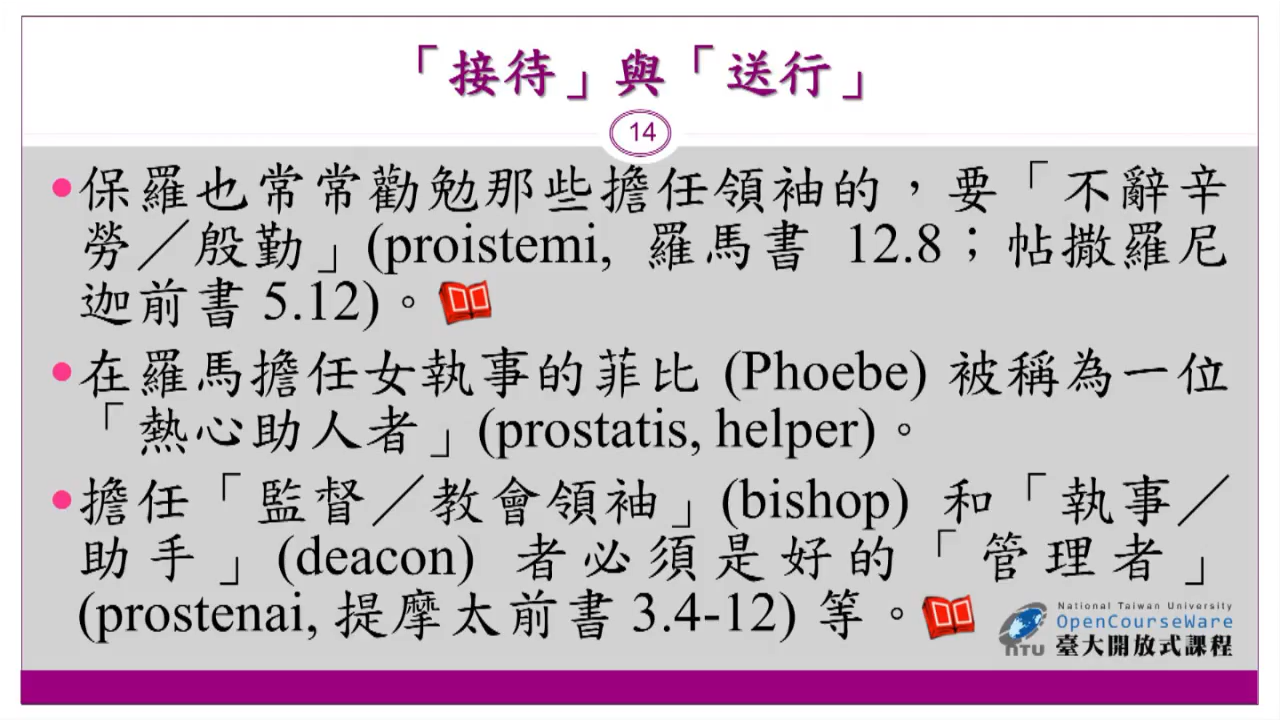 「接待」與「送行」
14
保羅也常常勸勉那些擔任領袖的，要「不辭辛
勞／殷勤」(proistemi, 羅馬書 12.8；帖撒羅尼
迦前書 5.12)。
在羅馬擔任女執事的菲比 (Phoebe) 被稱為一位
「熱心助人者」(prostatis, helper)。
擔任「監督／教會領袖」(bishop) 和「執事／
助手」(deacon) 者必須是好的「管理者」
(prostenai, 提摩太前書 3.4-12) 等。
National Taiwan University
OpenCourseWare
NTU 臺大開放式課程